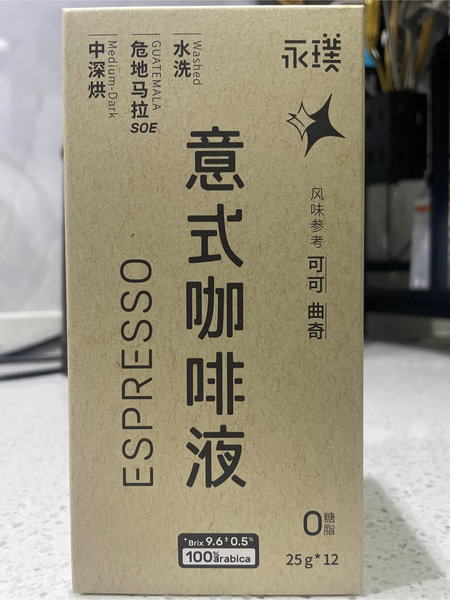 永璞
水洗
Washed
危地马拉
SOE
GUATEMALA
中深烘
Medium-Dark
意式咖啡液
ESPRESSO
风味参考
可可
曲奇
0糖脂
*Brix 9.6±0.5%
100% arabica
25g*12